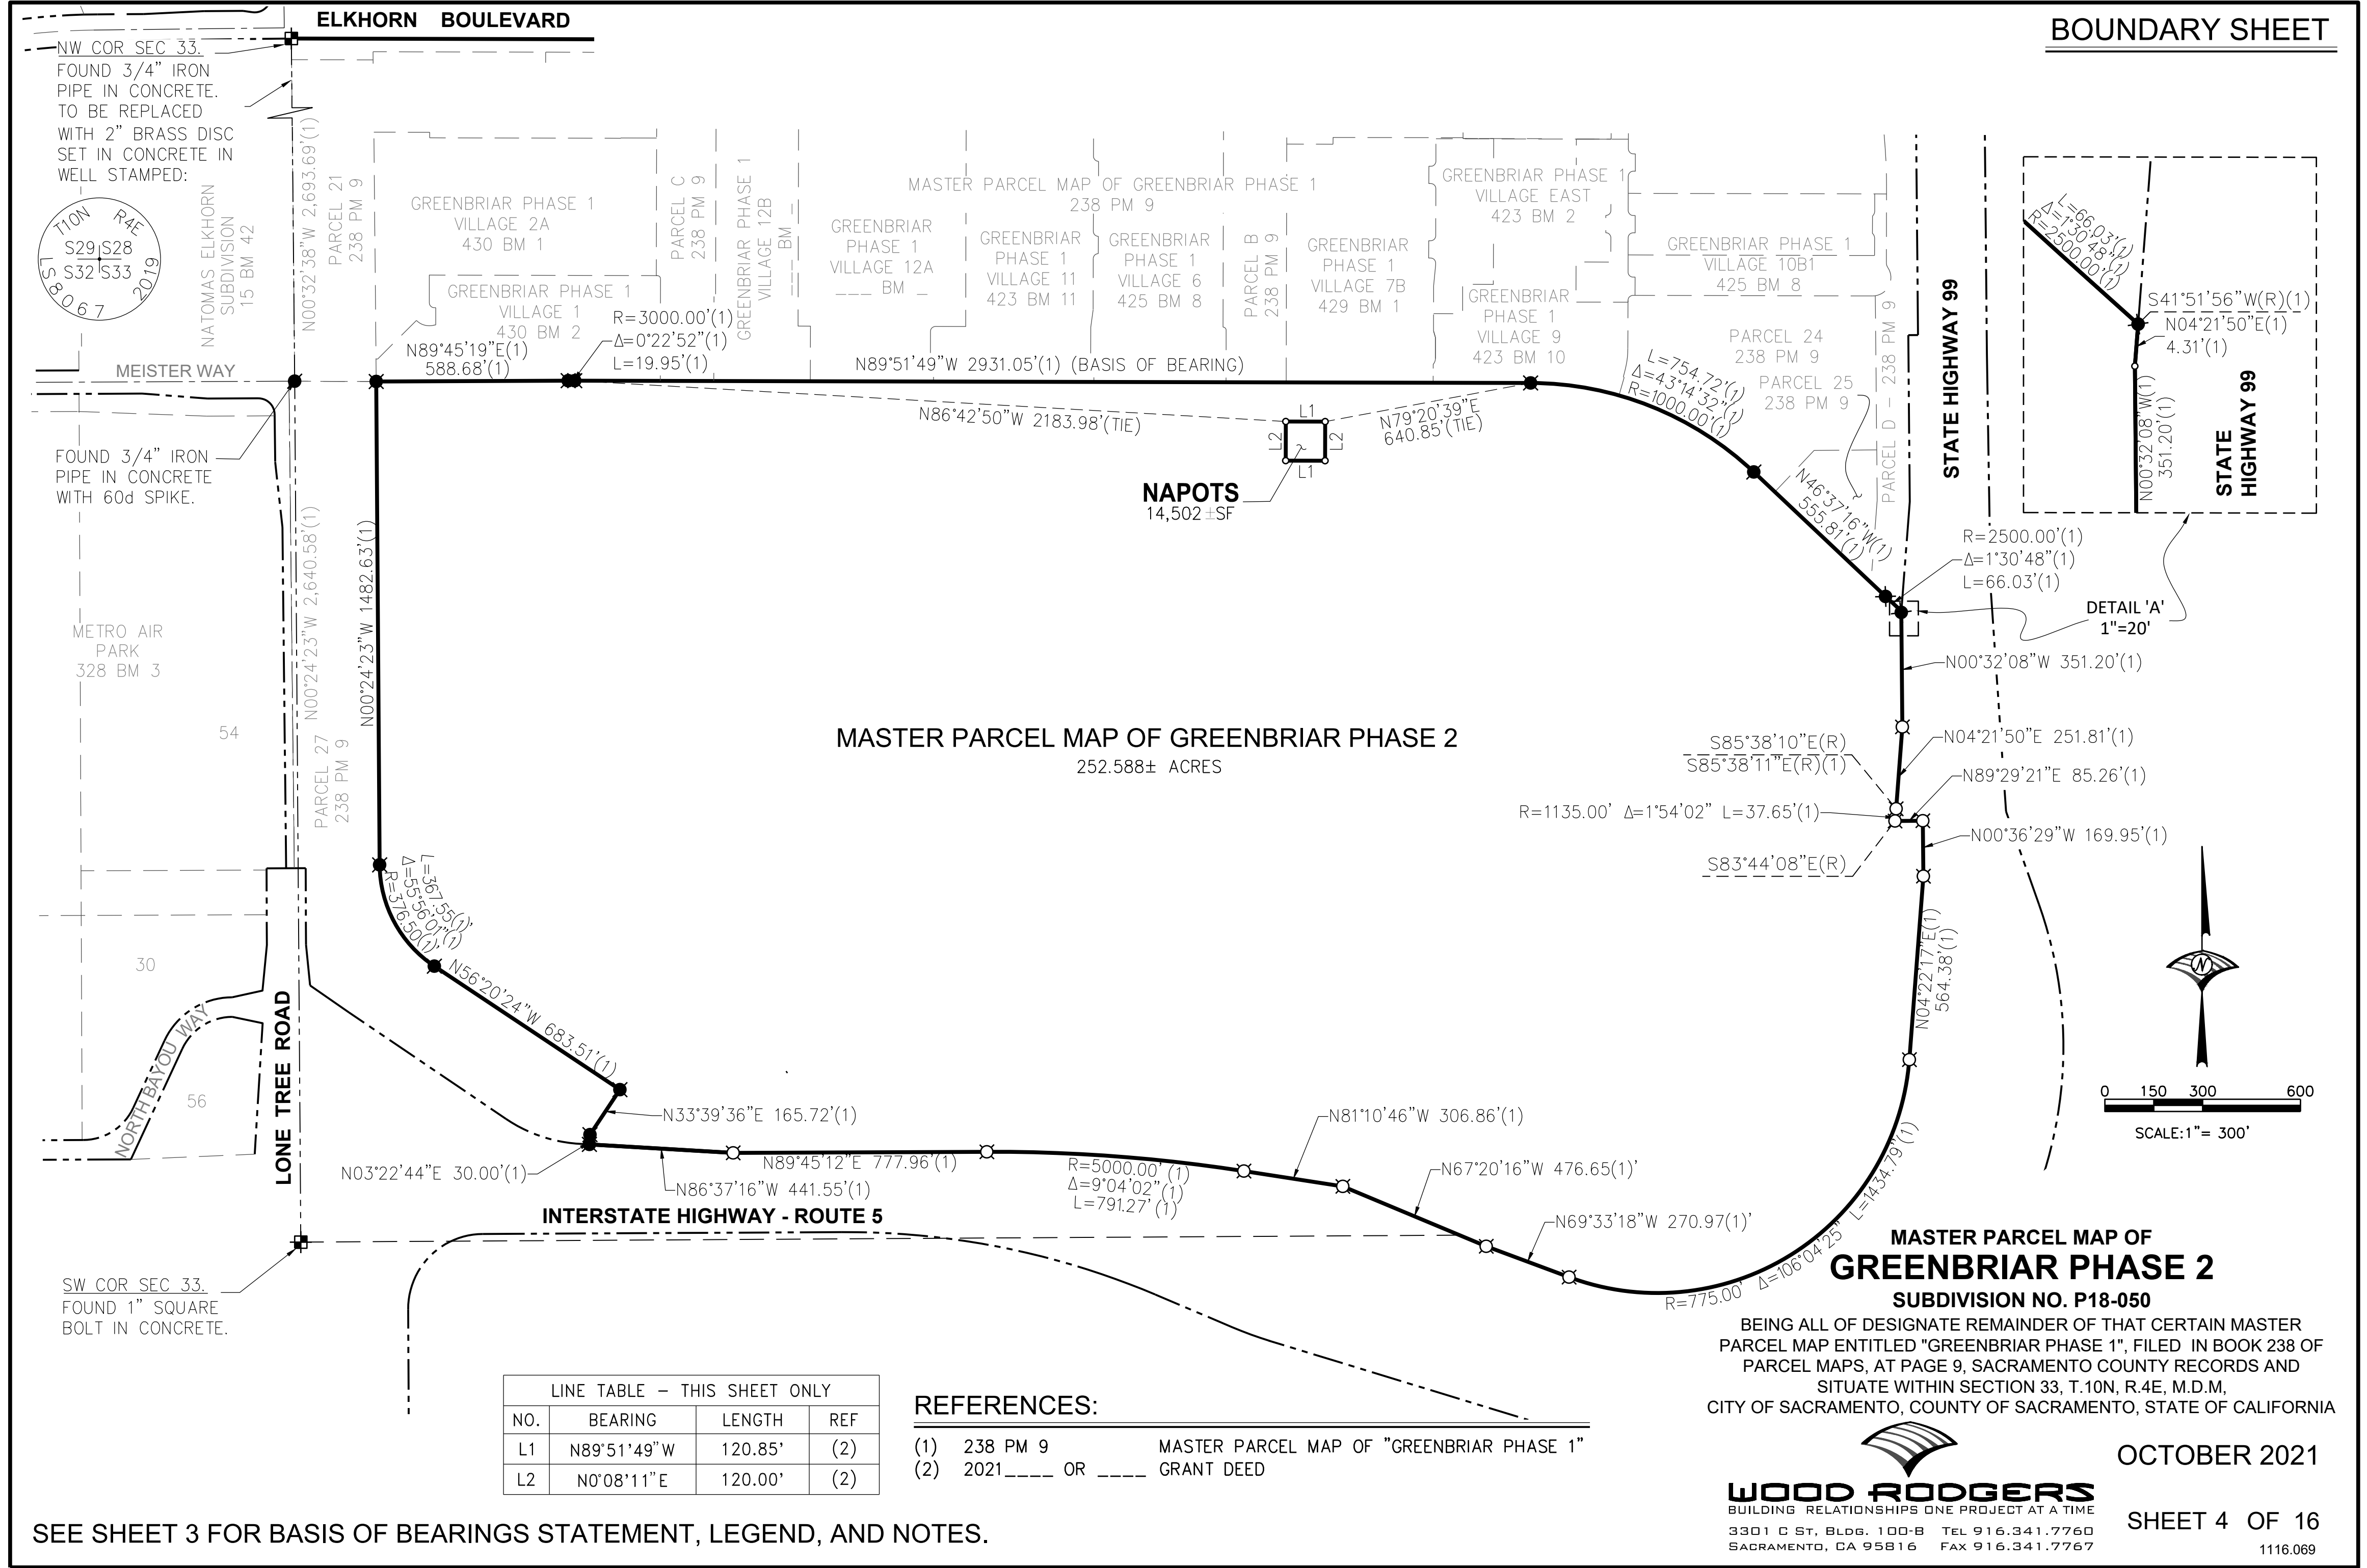 ELKHORN BOULEVARD
BOUNDARY SHEET
NW COR SEC 33.
FOUND 3/4" IRON
PIPE IN CONCRETE.
TO BE REPLACED
WITH 2" BRASS DISC
SET IN CONCRETE IN
WELL STAMPED:
T10N R4E
S29 S28
S32 S33
LS8067 2019
NATOMAS ELKHORN
SUBDIVISION
15 BM 42
N00°32'38"W 2,693.69'(1)
PARCEL 21
238 PM 9
GREENBRIAR PHASE 1
VILLAGE 2A
430 BM 1
GREENBRIAR PHASE 1
VILLAGE 1
430 BM 2
PARCEL C
238 PM 9
GREENBRIAR PHASE 1
VILLAGE 12B
___ BM __
MASTER PARCEL MAP OF GREENBRIAR PHASE 1
238 PM 9
GREENBRIAR
PHASE 1
VILLAGE 12A
___ BM _
GREENBRIAR
PHASE 1
VILLAGE 11
423 BM 11
GREENBRIAR
PHASE 1
VILLAGE 6
425 BM 8
PARCEL B
238 PM 9
GREENBRIAR
PHASE 1
VILLAGE 7B
429 BM 1
GREENBRIAR PHASE 1
VILLAGE EAST
423 BM 2
GREENBRIAR
PHASE 1
VILLAGE 9
423 BM 10
GREENBRIAR PHASE 1
VILLAGE 10B1
425 BM 8
PARCEL 24
238 PM 9
PARCEL 25
238 PM 9
PARCEL D - 238 PM 9
STATE HIGHWAY 99
L=66.03'(1)
Δ=1°30'48"(1)
R=2500.00'(1)
S41°51'56"W(R)(1)
N04°21'50"E(1)
4.31'(1)
N00°32'08"W(1)
351.20'(1)
STATE
HIGHWAY 99
MEISTER WAY
N89°45'19"E(1)
588.68'(1)
R=3000.00'(1)
Δ=0°22'52"(1)
L=19.95'(1)
N89°51'49"W 2931.05'(1) (BASIS OF BEARING)
L=754.72'(1)
Δ=43°14'32"(1)
R=1000.00'(1)
N86°42'50"W 2183.98'(TIE)
L1
L2
L2
L1
N79°20'39"E
640.85'(TIE)
NAPOTS
14,502 ±SF
N46°37'16"W(1)
555.81'(1)
R=2500.00'(1)
Δ=1°30'48"(1)
L=66.03'(1)
DETAIL 'A'
1"=20'
FOUND 3/4" IRON
PIPE IN CONCRETE
WITH 60d SPIKE.
N00°24'23"W 2,640.58'(1)
N00°24'23"W 1482.63'(1)
METRO AIR
PARK
328 BM 3
54
PARCEL 27
238 PM 9
N00°32'08"W 351.20'(1)
MASTER PARCEL MAP OF GREENBRIAR PHASE 2
252.588± ACRES
S85°38'10"E(R)
S85°38'11"E(R)(1)
N04°21'50"E 251.81'(1)
N89°29'21"E 85.26'(1)
R=1135.00' Δ=1°54'02" L=37.65'(1)
N00°36'29"W 169.95'(1)
S83°44'08"E(R)
L=367.55(1)'
Δ=55°56'01"(1)
R=376.50(1)'
N04°22'17"E(1)
564.38'(1)
N
30
NORTH BAYOU WAY
56
LONE TREE ROAD
N56°20'24"W 683.51'(1)
N33°39'36"E 165.72'(1)
N03°22'44"E 30.00'(1)
N86°37'16"W 441.55'(1)
N89°45'12"E 777.96'(1)
R=5000.00' (1)
Δ=9°04'02"(1)
L=791.27' (1)
N81°10'46"W 306.86'(1)
N67°20'16"W 476.65(1)'
N69°33'18"W 270.97(1)'
R=775.00' Δ=106°04'25" L=1434.79'(1)
0 150 300 600
SCALE:1"= 300'
INTERSTATE HIGHWAY - ROUTE 5
SW COR SEC 33.
FOUND 1" SQUARE
BOLT IN CONCRETE.
MASTER PARCEL MAP OF
GREENBRIAR PHASE 2
SUBDIVISION NO. P18-050
BEING ALL OF DESIGNATE REMAINDER OF THAT CERTAIN MASTER
PARCEL MAP ENTITLED "GREENBRIAR PHASE 1", FILED IN BOOK 238 OF
PARCEL MAPS, AT PAGE 9, SACRAMENTO COUNTY RECORDS AND
SITUATE WITHIN SECTION 33, T.10N, R.4E, M.D.M,
CITY OF SACRAMENTO, COUNTY OF SACRAMENTO, STATE OF CALIFORNIA
LINE TABLE - THIS SHEET ONLY
NO. BEARING LENGTH REF
L1 N89°51'49"W 120.85' (2)
L2 N0°08'11"E 120.00' (2)
REFERENCES:
(1) 238 PM 9 MASTER PARCEL MAP OF "GREENBRIAR PHASE 1"
(2) 2021____ OR ____ GRANT DEED
WOOD RODGERS
BUILDING RELATIONSHIPS ONE PROJECT AT A TIME
3301 C ST, BLDG. 100-B TEL 916.341.7760
SACRAMENTO, CA 95816 FAX 916.341.7767
OCTOBER 2021
SHEET 4 OF 16
1116.069
SEE SHEET 3 FOR BASIS OF BEARINGS STATEMENT, LEGEND, AND NOTES.